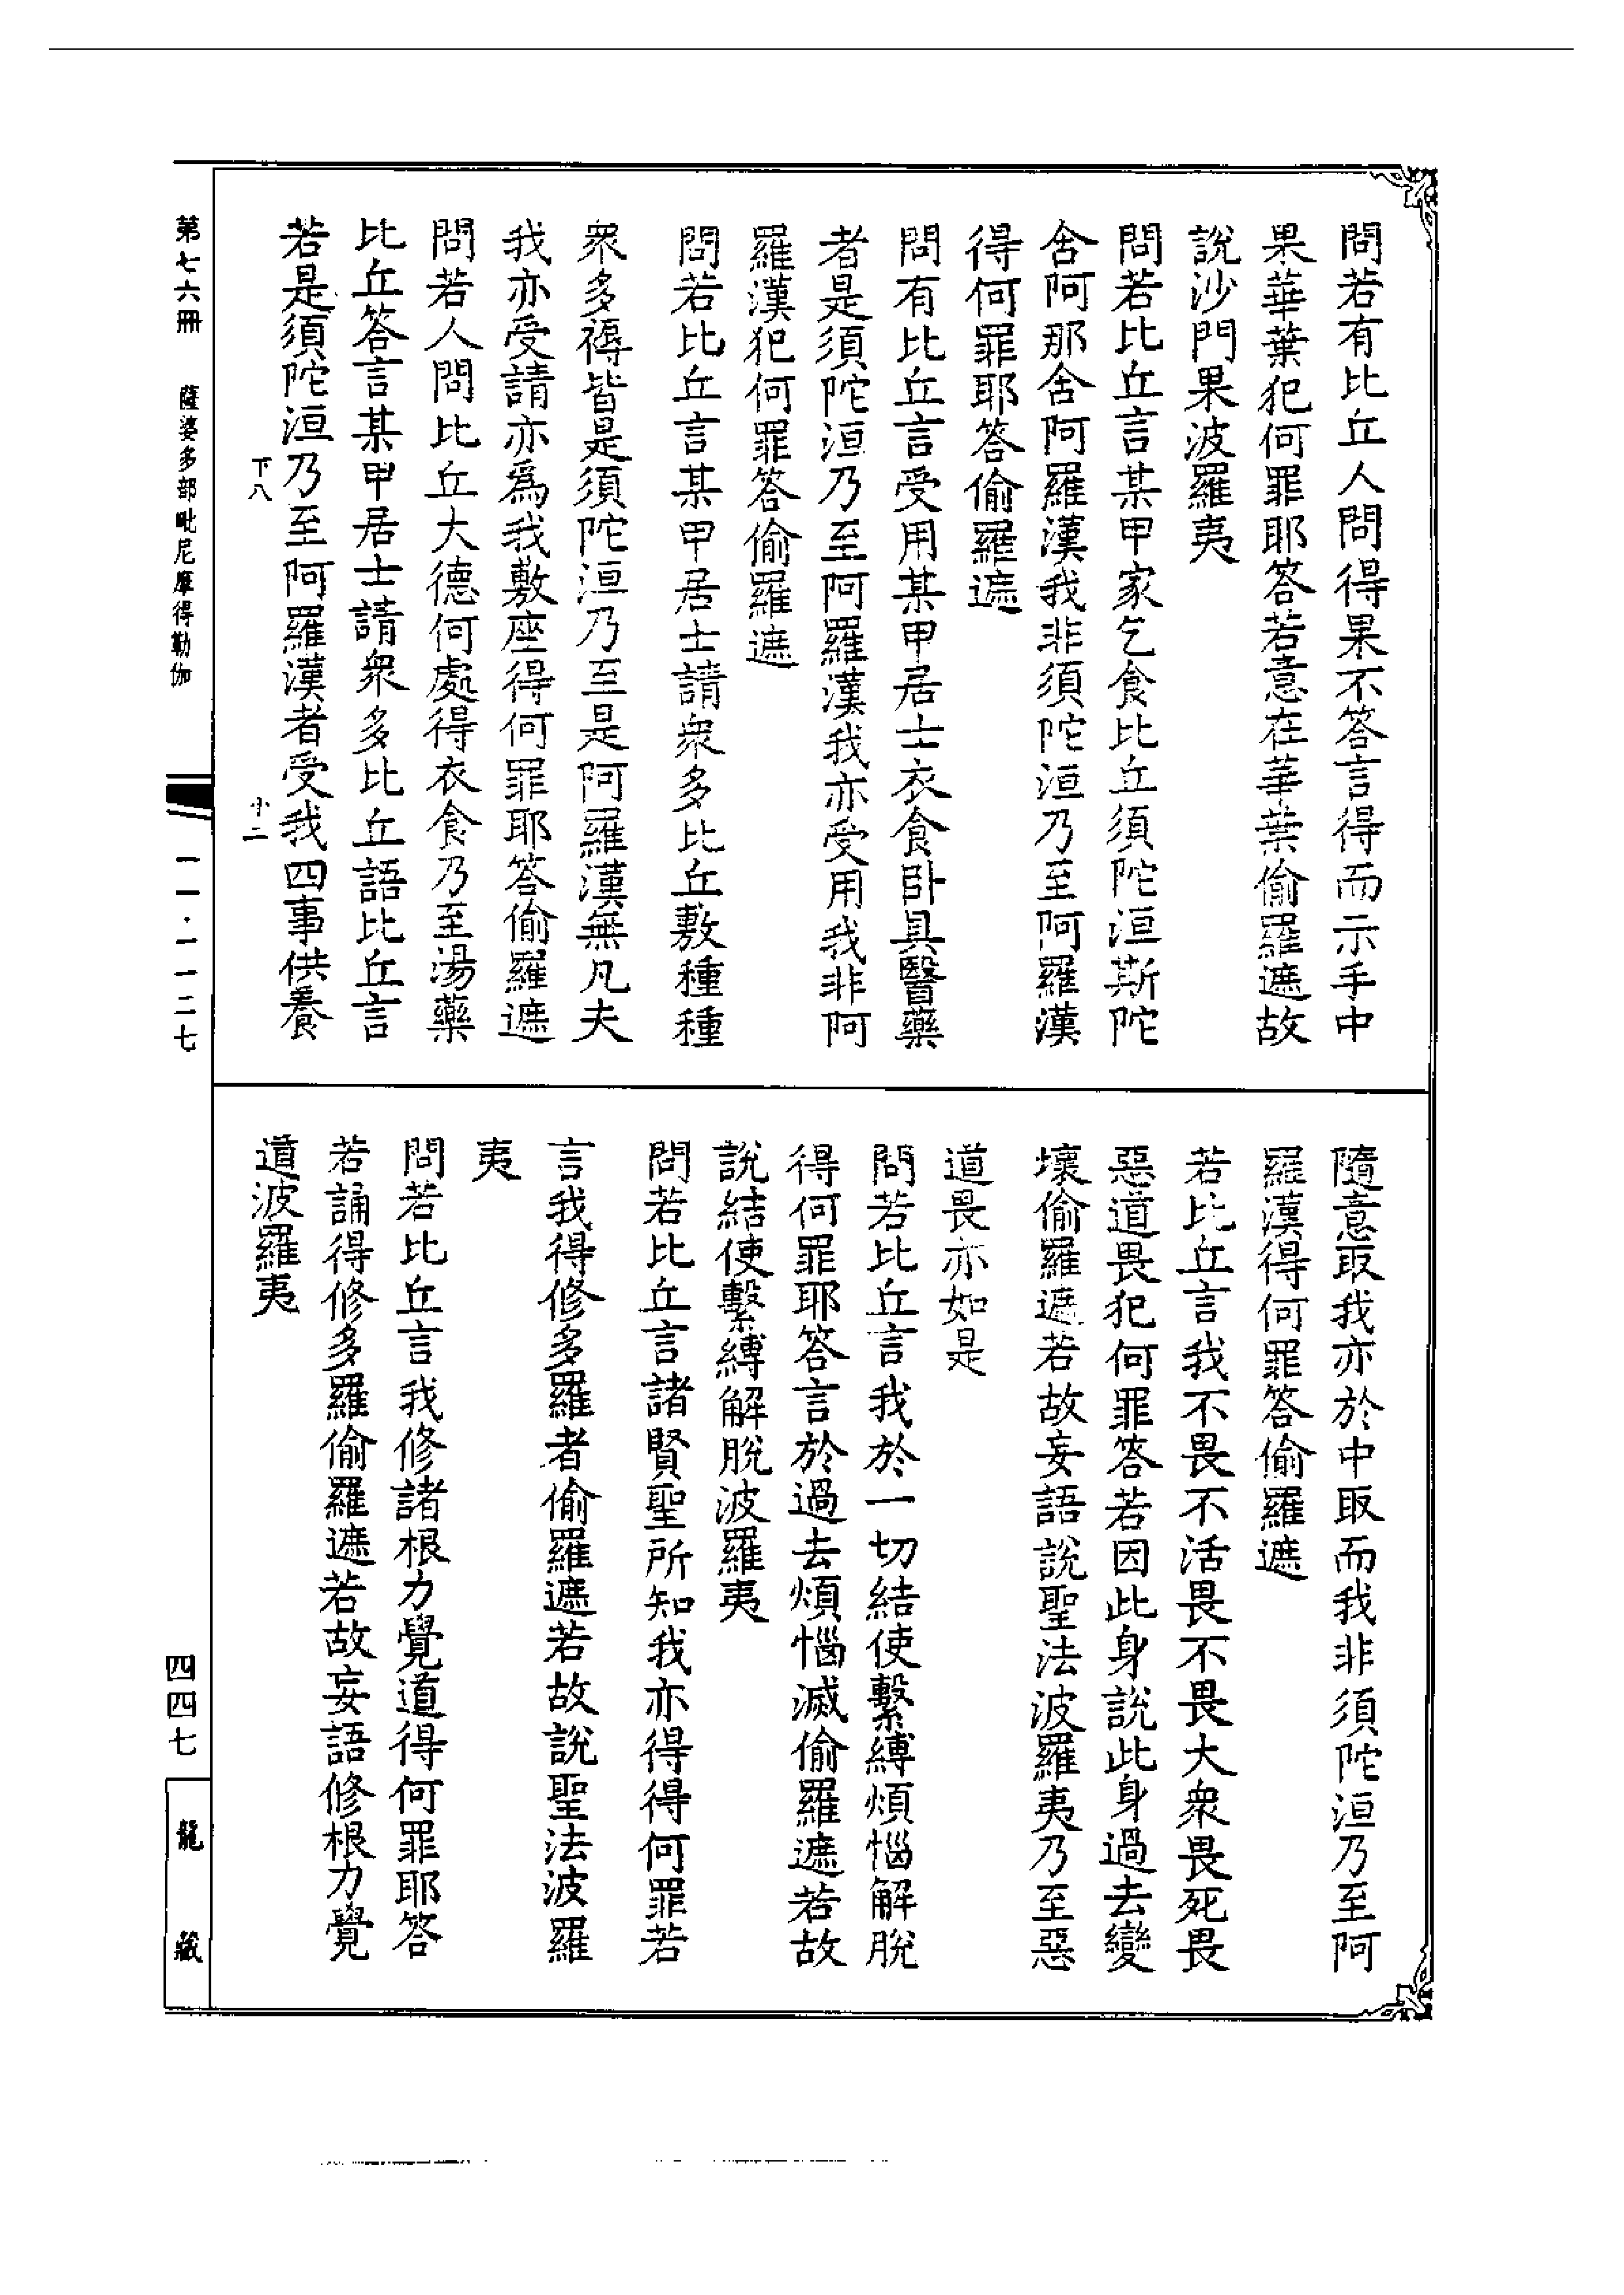 問若有比丘人問得果不答言得而示手中
果華葉犯何罪耶答若意在華葉偷羅遮故
說沙門果波羅夷
問若比丘言某甲家乞食比丘須陀洹斯陀
舍阿那舍阿羅漢我非須陀洹乃至阿羅漢
得何罪耶答偷羅遮
問有比丘言受用某甲居士衣食卧具醫藥
者是須陀洹乃至阿羅漢我亦受用我非阿
羅漢犯何罪答偷羅遮
問若比丘言某甲居士請衆多比丘敷種種
衆多褥皆是須陀洹乃至是阿羅漢無凡夫
我亦受請亦爲我敷座得何罪耶答偷羅遮
問若人問比丘大德何處得衣食乃至湯藥
比丘答言某甲居士請衆多比丘語比丘言
若是須陀洹乃至阿羅漢者受我四事供養
下八
十二
隨意取我亦於中取而我非須陀洹乃至阿
羅漢得何罪答偷羅遮
若比丘言我不畏不活畏不畏大衆畏死畏
惡道畏犯何罪答若因此身說此身過去變
壞偷羅遮若故妄語說聖法波羅夷乃至惡
道畏亦如是
問若比丘言我於一切結使繫縛煩惱解脫
得何罪耶答言於過去煩惱滅偷羅遮若故
說結使繫縛解脫波羅夷
問若比丘言諸賢聖所知我亦得得何罪若
言我得修多羅者偷羅遮若故說聖法波羅
夷
問若比丘言我修諸根力覺道得何罪耶答
若誦得修多羅偷羅遮若故妄語修根力覺
道波羅夷
第七六冊 薩婆多部毗尼摩得勒伽
一一·一一二七
四四七
龍藏